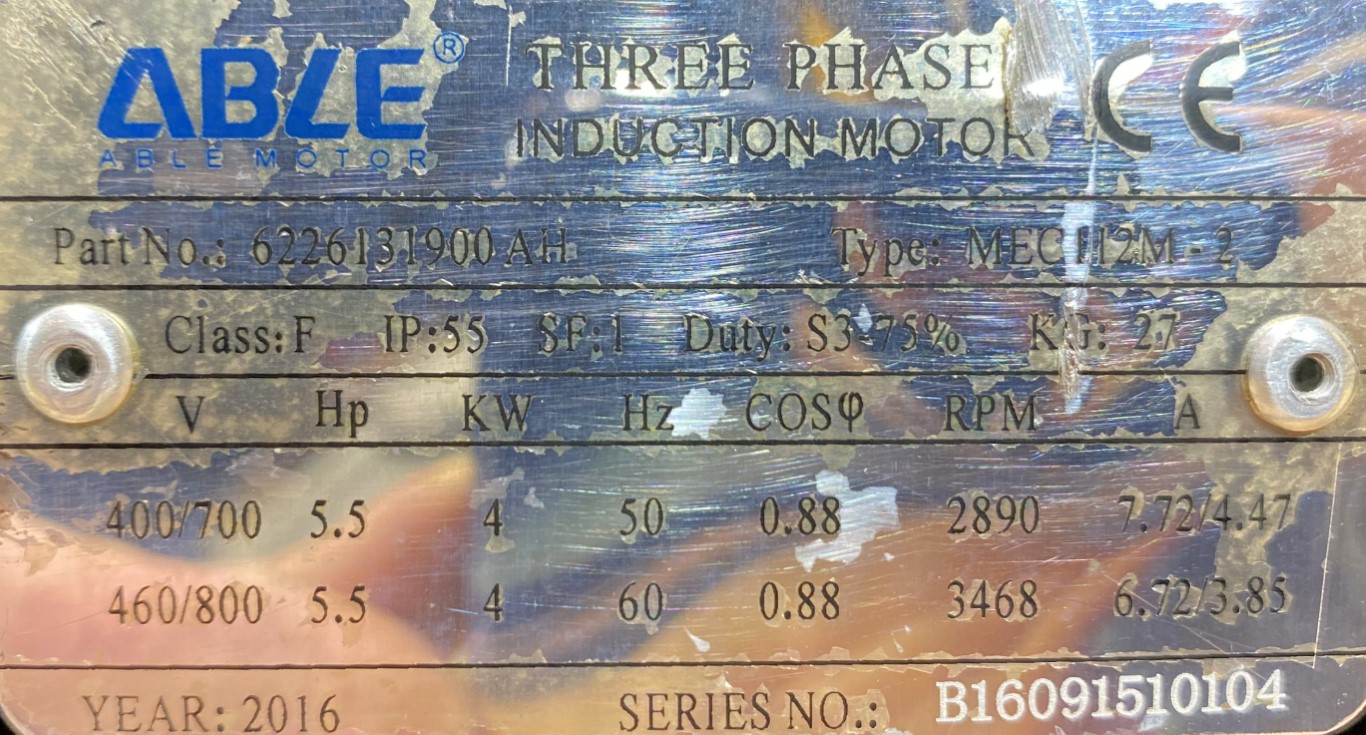 ABLE® THREE PHASE CE
ABLE MOTOR INDUCTION MOTOR
Part No.: 6226131900 AH Type: MEC112M - 2
Class: F IP:55 SF:1 Duty: S3-75% KG: 27
V Hp KW Hz COSφ RPM A
400/700 5.5 4 50 0.88 2890 7.72/4.47
460/800 5.5 4 60 0.88 3468 6.72/3.85
YEAR: 2016 SERIES NO.: B16091510104